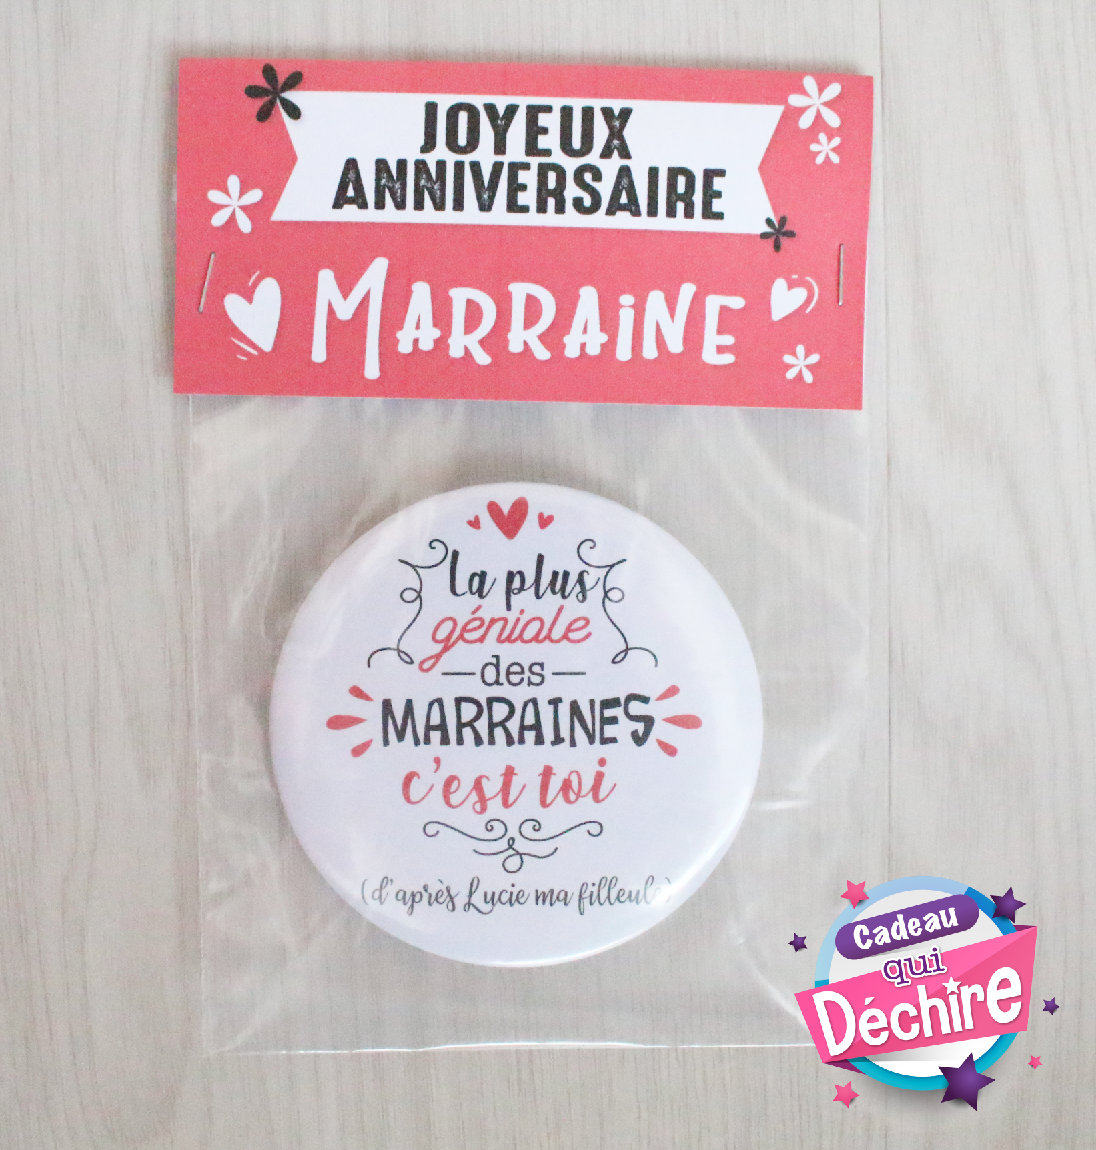 JOYEUX
ANNIVERSAIRE
MARRAiNE
La plus
géniale
-des-
MARRAINES
c'est toi
(d'après Lucie ma filleule)
Cadeau
qui
Déchire